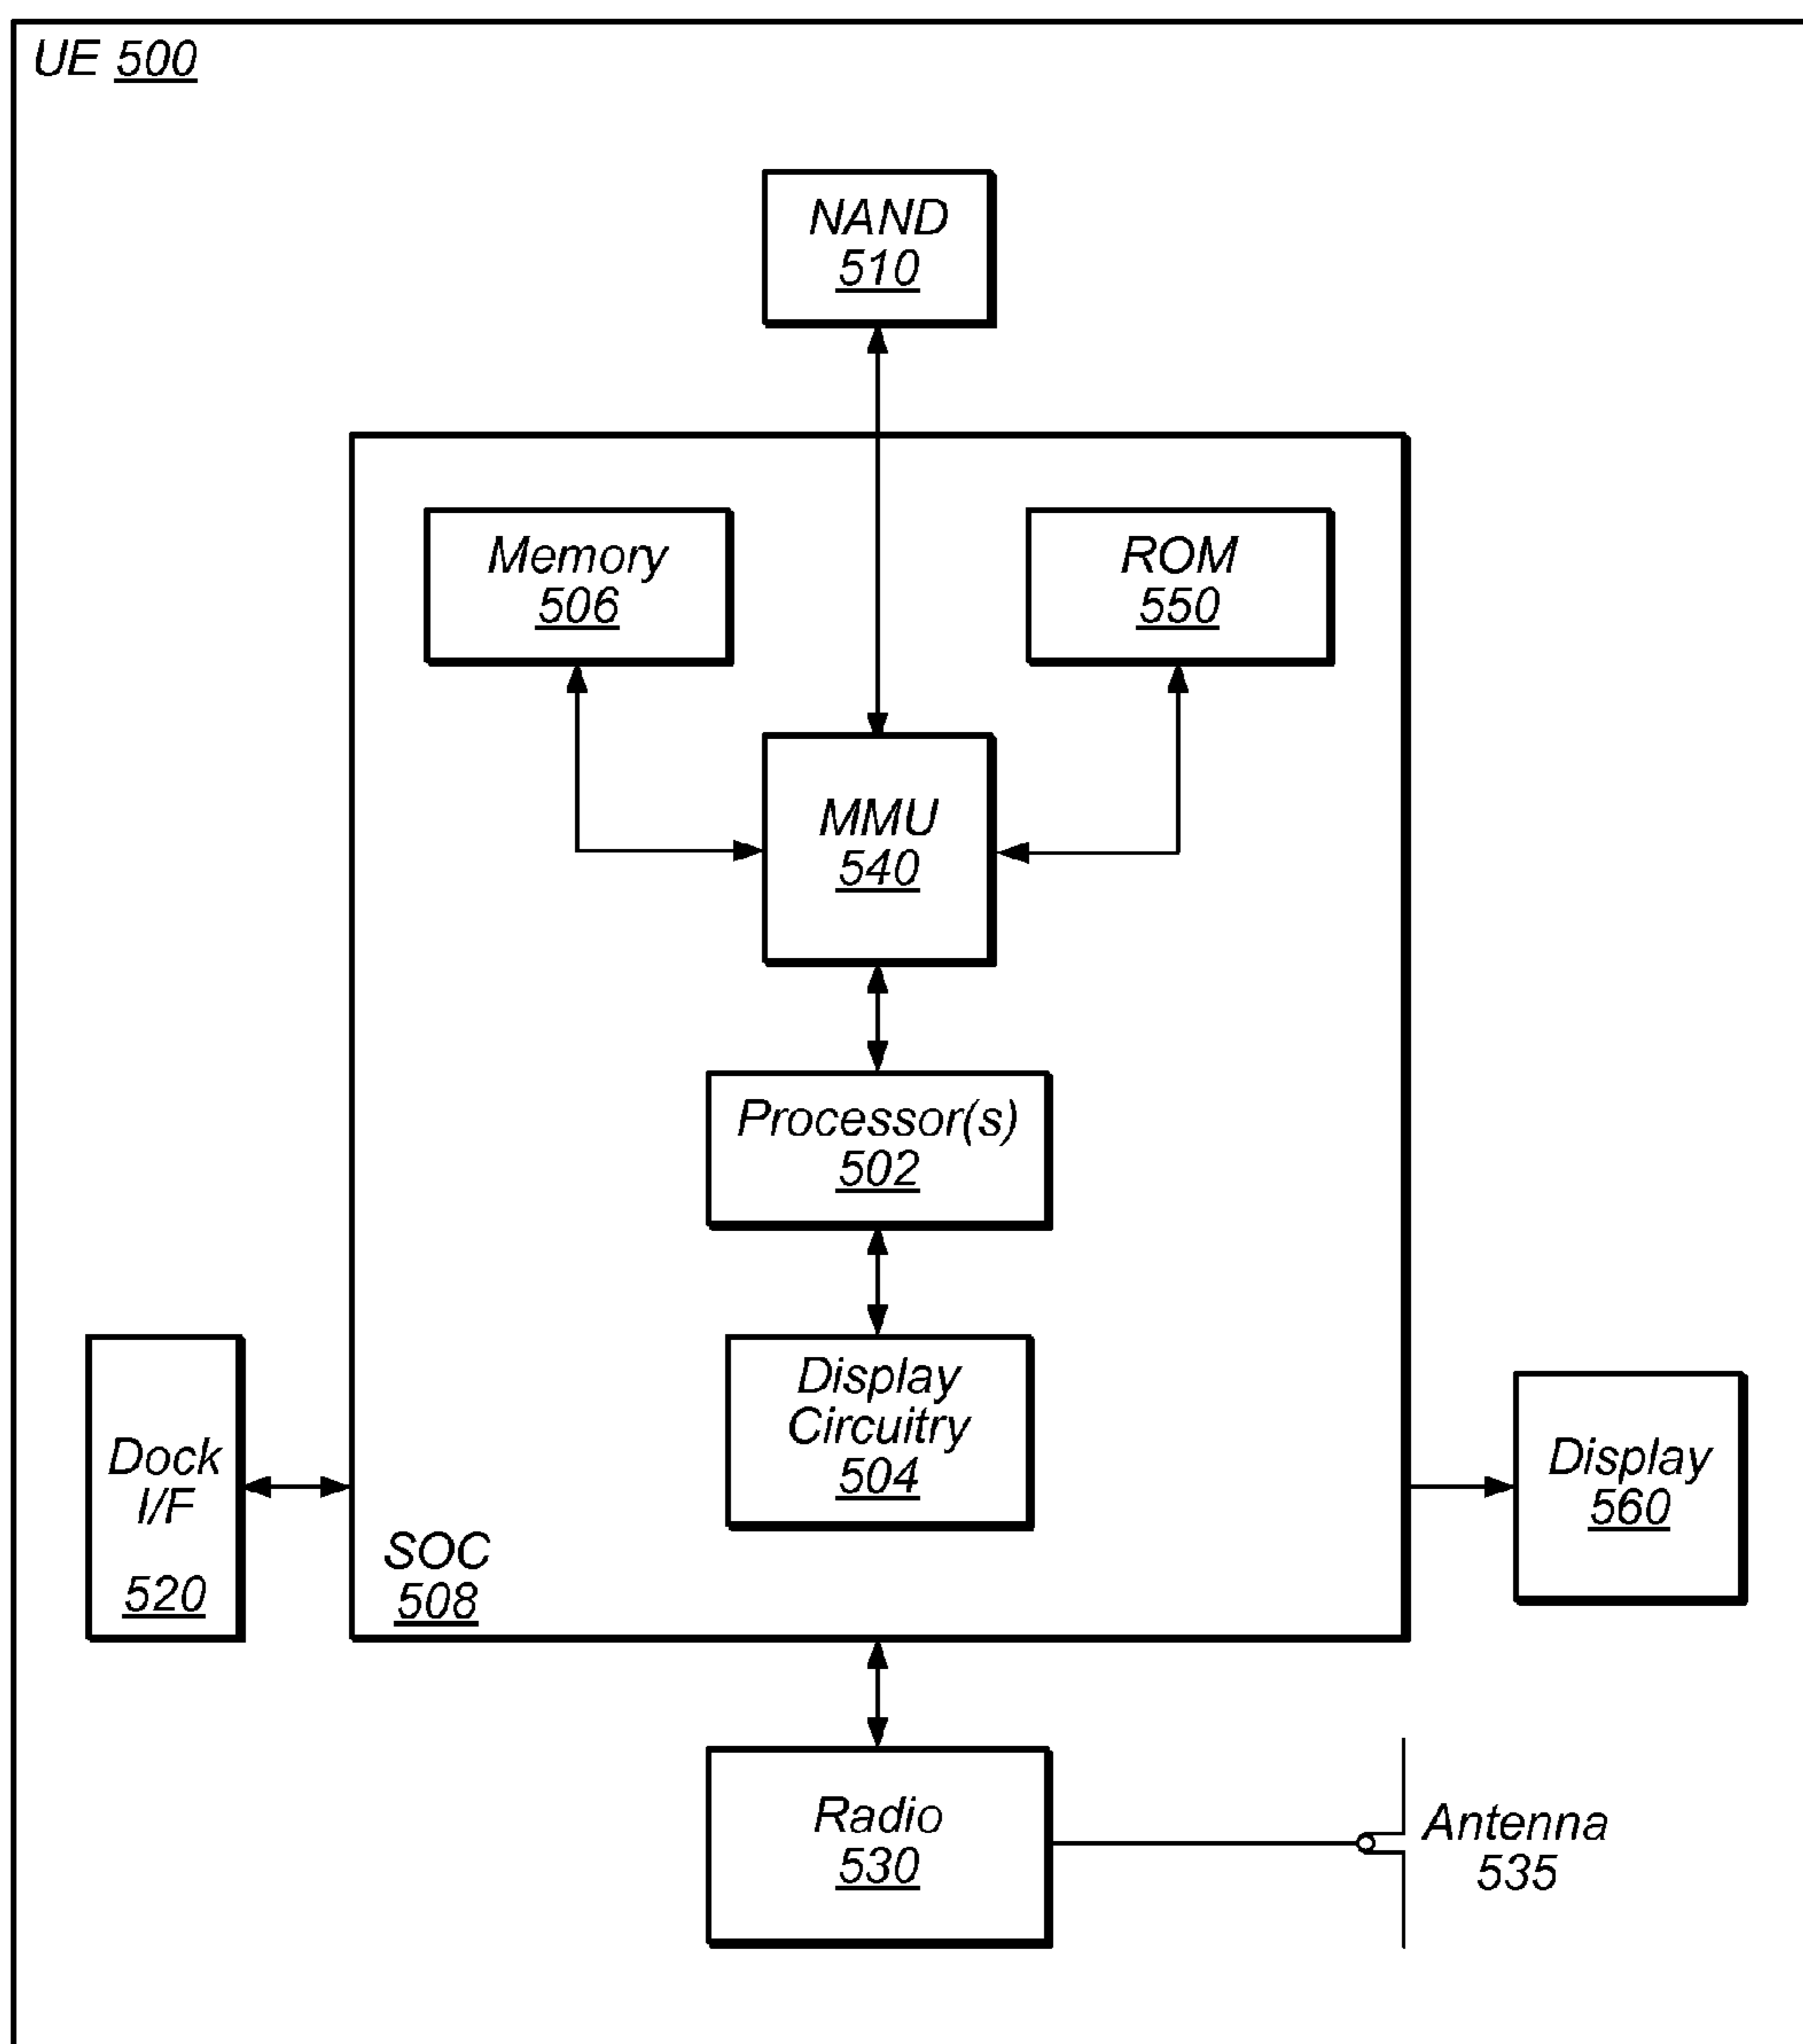 UE 500
NAND
510
Memory
506
ROM
550
MMU
540
Processor(s)
502
Display
Circuitry
504
Dock
I/F
520
SOC
508
Display
560
Radio
530
Antenna
535